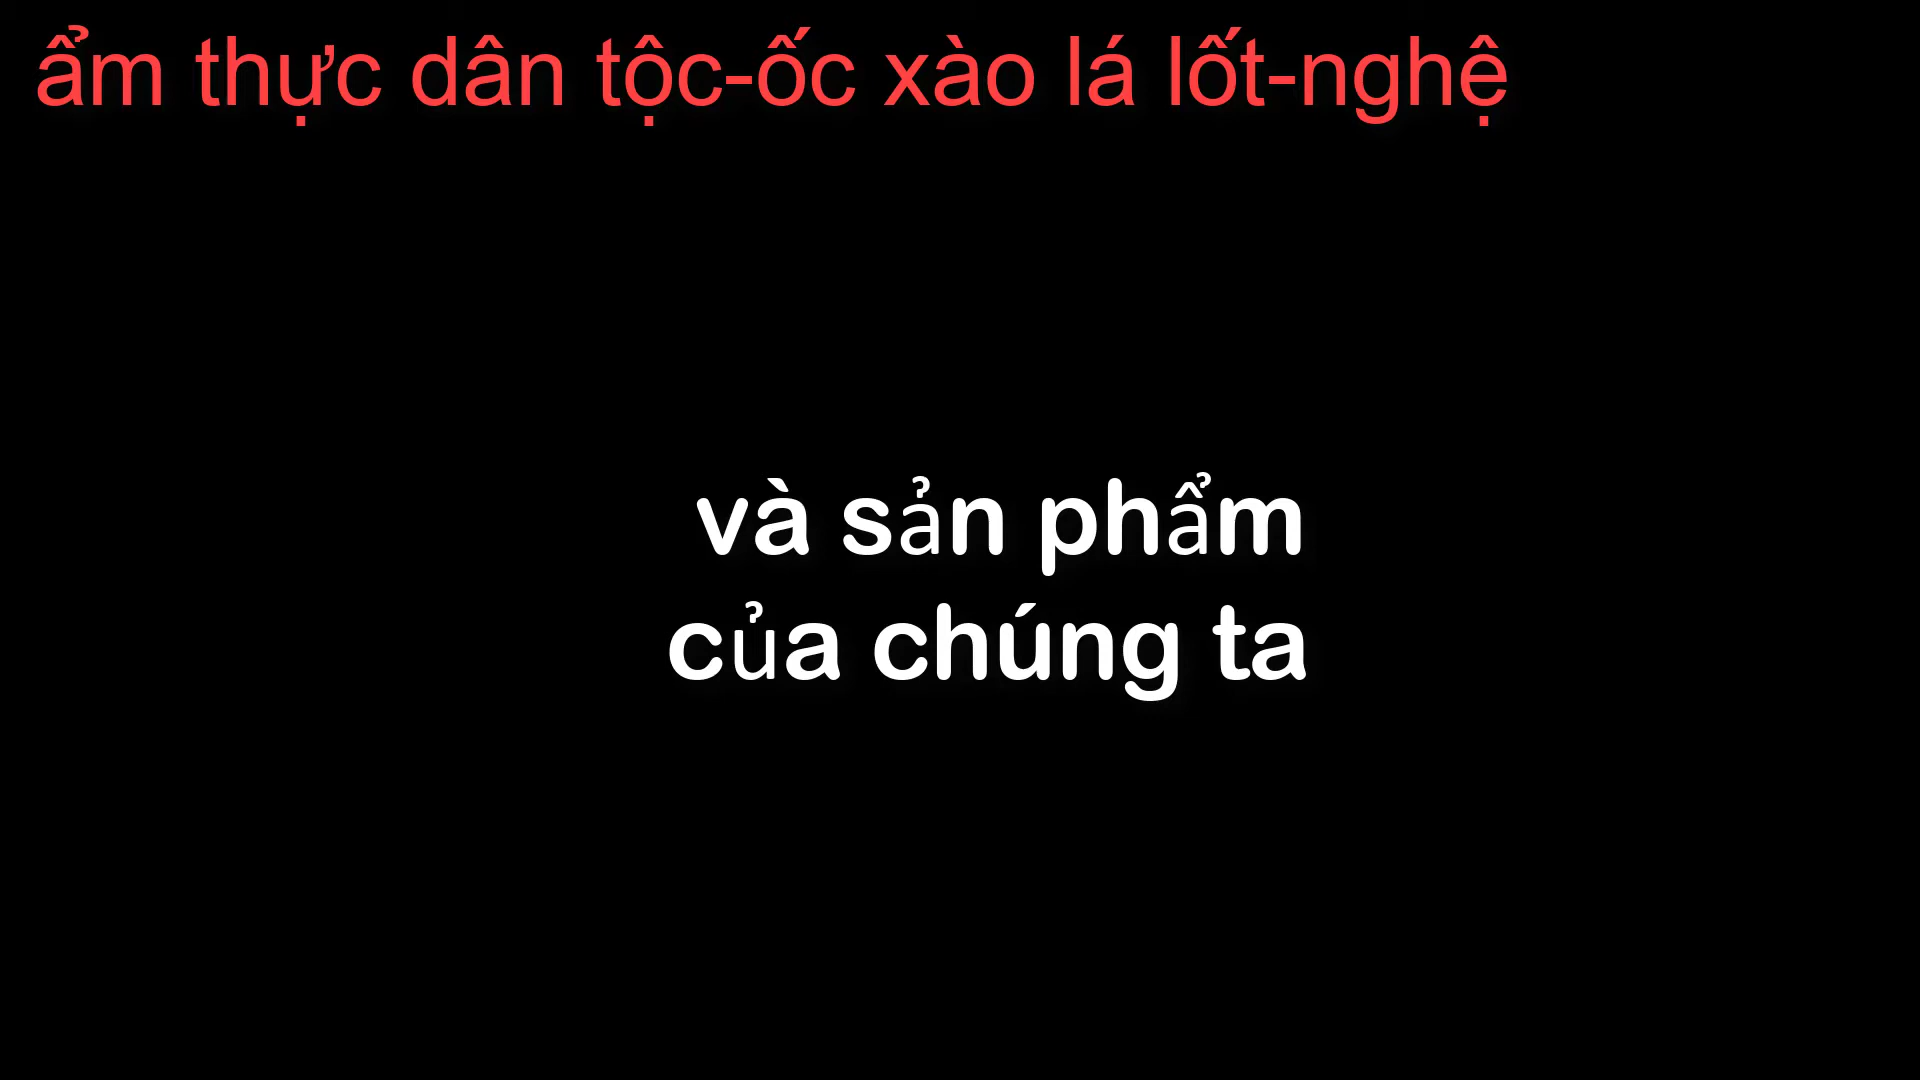 ẩm thực dân tộc-ốc xào lá lốt-nghệ
và sản phẩm
của chúng ta